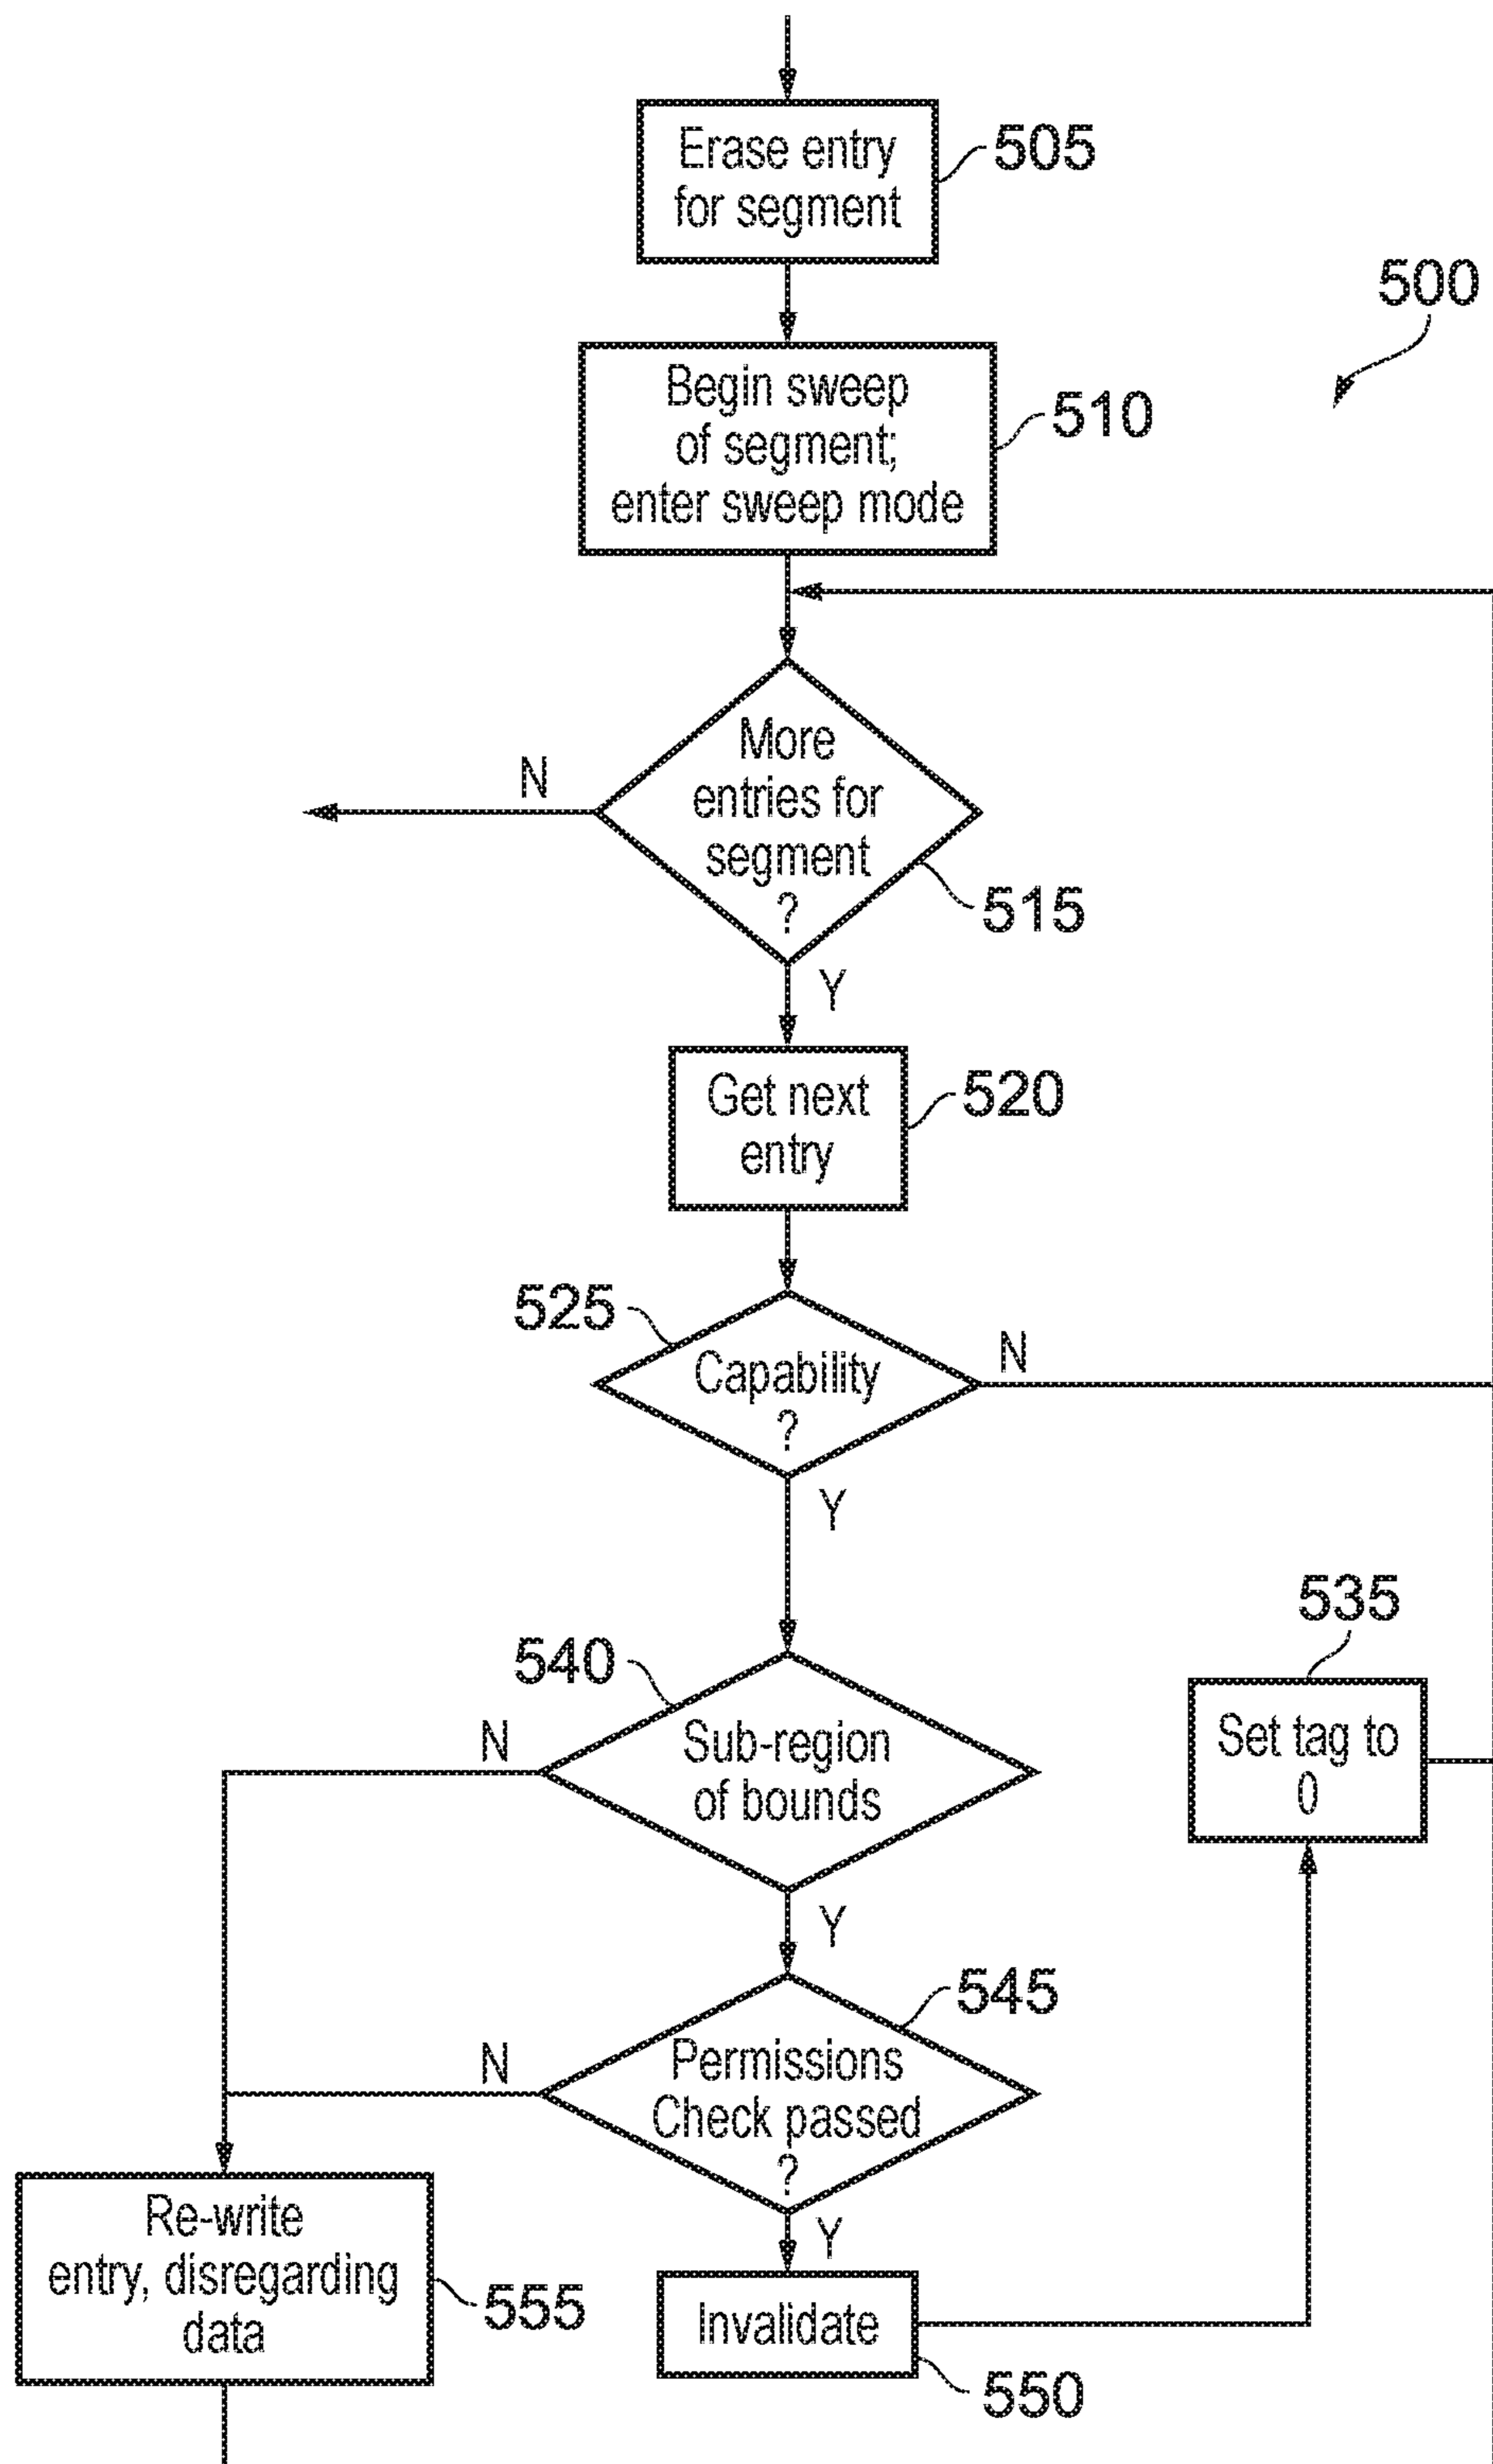 Erase entry
for segment
505
500
Begin sweep
of segment;
enter sweep mode
510
More
entries for
segment
?
N
515
Y
Get next
entry
520
525
Capability
?
N
Y
535
Set tag to
0
540
Sub-region
of bounds
N
Y
545
Permissions
Check passed
?
N
Y
Re-write
entry, disregarding
data
555
Invalidate
550